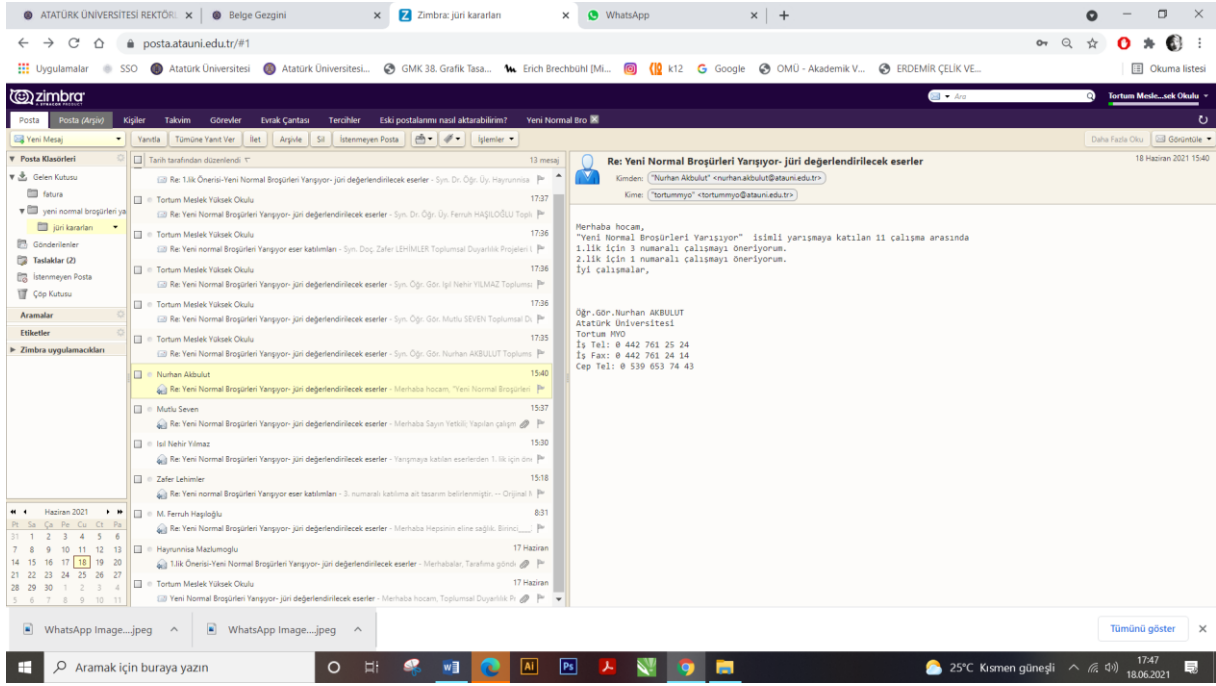 ATATÜRK ÜNİVERSİTESİ REKTÖRL
Belge Gezgini
Zimbra: jüri kararları
WhatsApp
posta.atauni.edu.tr/#1
Uygulamalar
SSO
Atatürk Üniversitesi
Atatürk Üniversitesi...
GMK 38. Grafik Tasa...
Erich Brechbühl [Mi...
k12
Google
OMÜ - Akademik V...
ERDEMİR ÇELİK VE...
Okuma listesi
zimbra
A SYNACOR PRODUCT
Ara
Tortum Mesle...sek Okulu
Posta
Posta (Arşiv)
Kişiler
Takvim
Görevler
Evrak Çantası
Tercihler
Eski postalarımı nasıl aktarabilirim?
Yeni Normal Bro
Yeni Mesaj
Yanıtla
Tümüne Yanıt Ver
İlet
Arşivle
Sil
İstenmeyen Posta
İşlemler
Daha Fazla Oku
Görüntüle
Posta Klasörleri
Gelen Kutusu
fatura
yeni normal broşürleri ya
jüri kararları
Gönderilenler
Taslaklar (2)
İstenmeyen Posta
Çöp Kutusu
Aramalar
Etiketler
Zimbra uygulamacıkları
Haziran 2021
Pt Sa Ça Pe Cu Ct Pa
31 1 2 3 4 5 6
7 8 9 10 11 12 13
14 15 16 17 18 19 20
21 22 23 24 25 26 27
28 29 30 1 2 3 4
5 6 7 8 9 10 11
Tarih tarafından düzenlendi
13 mesaj
Re: 1.lik Önerisi-Yeni Normal Broşürleri Yarışıyor- jüri değerlendirilecek eserler - Syn. Dr. Öğr. Üy. Hayrunnisa
Tortum Meslek Yüksek Okulu 17:37
Re: Yeni Normal Broşürleri Yarışıyor- jüri değerlendirilecek eserler - Syn. Dr. Öğr. Üy. Ferruh HAŞILOĞLU Topl
Tortum Meslek Yüksek Okulu 17:36
Re: Yeni normal Broşürleri Yarışıyor eser katılımları - Syn. Doç. Zafer LEHİMLER Toplumsal Duyarlılık Projeleri
Tortum Meslek Yüksek Okulu 17:36
Re: Yeni Normal Broşürleri Yarışıyor- jüri değerlendirilecek eserler - Syn. Öğr. Gör. Işıl Nehir YILMAZ Toplums
Tortum Meslek Yüksek Okulu 17:36
Re: Yeni Normal Broşürleri Yarışıyor- jüri değerlendirilecek eserler - Syn. Öğr. Gör. Mutlu SEVEN Toplumsal Du
Tortum Meslek Yüksek Okulu 17:35
Re: Yeni Normal Broşürleri Yarışıyor- jüri değerlendirilecek eserler - Syn. Öğr. Gör. Nurhan AKBULUT Toplums
Nurhan Akbulut 15:40
Re: Yeni Normal Broşürleri Yarışıyor- jüri değerlendirilecek eserler - Merhaba hocam, "Yeni Normal Broşürleri
Mutlu Seven 15:37
Re: Yeni Normal Broşürleri Yarışıyor- jüri değerlendirilecek eserler - Merhaba Sayın Yetkili; Yapılan çalışm
Isil Nehir Yilmaz 15:30
Re: Yeni Normal Broşürleri Yarışıyor- jüri değerlendirilecek eserler - Yarışmaya katılan eserlerden 1. lik için öne
Zafer Lehimler 15:18
Re: Yeni normal Broşürleri Yarışıyor eser katılımları - 3. numaralı katılıma ait tasarım belirlenmiştir. -- Orijinal
M. Ferruh Haşıloğlu 8:31
Re: Yeni Normal Broşürleri Yarışıyor- jüri değerlendirilecek eserler - Merhaba Hepsinin eline sağlık. Birinci____
Hayrunnisa Mazlumoglu 17 Haziran
1.lik Önerisi-Yeni Normal Broşürleri Yarışıyor- jüri değerlendirilecek eserler - Merhabalar, Tarafıma gönde
Tortum Meslek Yüksek Okulu 17 Haziran
Yeni Normal Broşürleri Yarışıyor- jüri değerlendirilecek eserler - Merhaba hocam, Toplumsal Duyarlılık Pr
Re: Yeni Normal Broşürleri Yarışıyor- jüri değerlendirilecek eserler
18 Haziran 2021 15:40
Kimden: "Nurhan Akbulut" <nurhan.akbulut@atauni.edu.tr>
Kime: "tortummyo" <tortummyo@atauni.edu.tr>
Merhaba hocam,
"Yeni Normal Broşürleri Yarışıyor" isimli yarışmaya katılan 11 çalışma arasında
1.lik için 3 numaralı çalışmayı öneriyorum.
2.lik için 1 numaralı çalışmayı öneriyorum.
İyi çalışmalar,
Öğr.Gör.Nurhan AKBULUT
Atatürk Üniversitesi
Tortum MYO
İş Tel: 0 442 761 25 24
İş Fax: 0 442 761 24 14
Cep Tel: 0 539 653 74 43
WhatsApp Image....jpeg
WhatsApp Image....jpeg
Tümünü göster
Aramak için buraya yazın
25°C Kısmen güneşli
17:47
18.06.2021